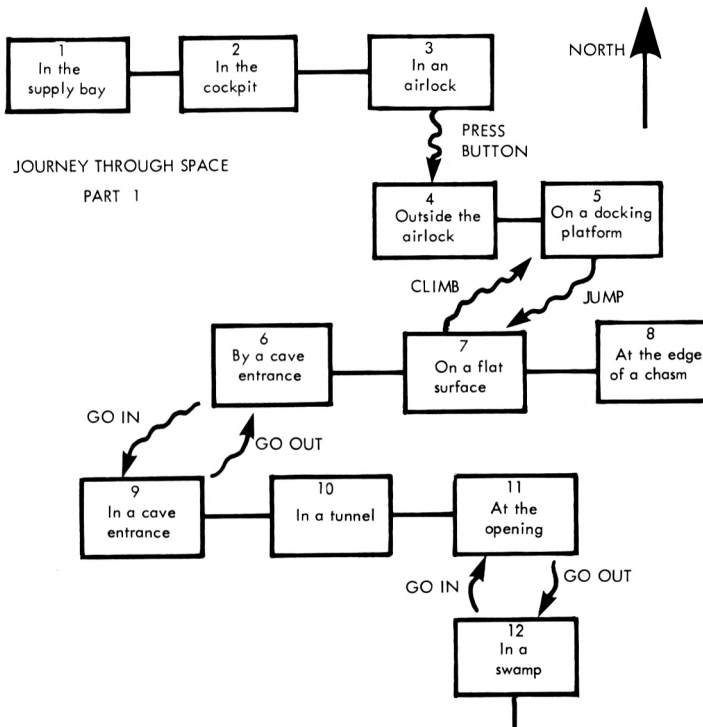 1
In the
supply bay
2
In the
cockpit
3
In an
airlock
NORTH
PRESS
BUTTON
JOURNEY THROUGH SPACE
PART 1
4
Outside the
airlock
5
On a docking
platform
CLIMB
JUMP
6
By a cave
entrance
7
On a flat
surface
8
At the edge
of a chasm
GO IN
GO OUT
9
In a cave
entrance
10
In a tunnel
11
At the
opening
GO IN
GO OUT
12
In a
swamp